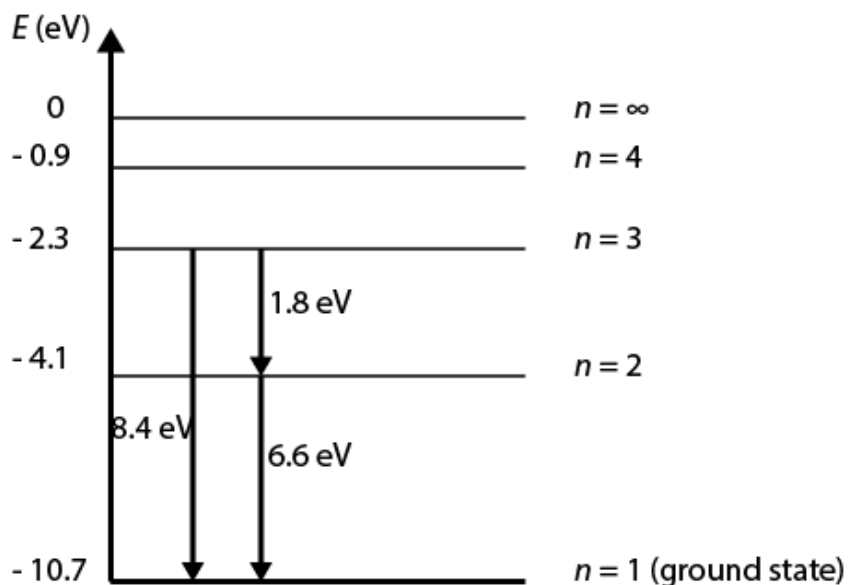 E (eV)
0 n = ∞
- 0.9 n = 4
- 2.3 n = 3
1.8 eV
- 4.1 n = 2
8.4 eV
6.6 eV
- 10.7 n = 1 (ground state)